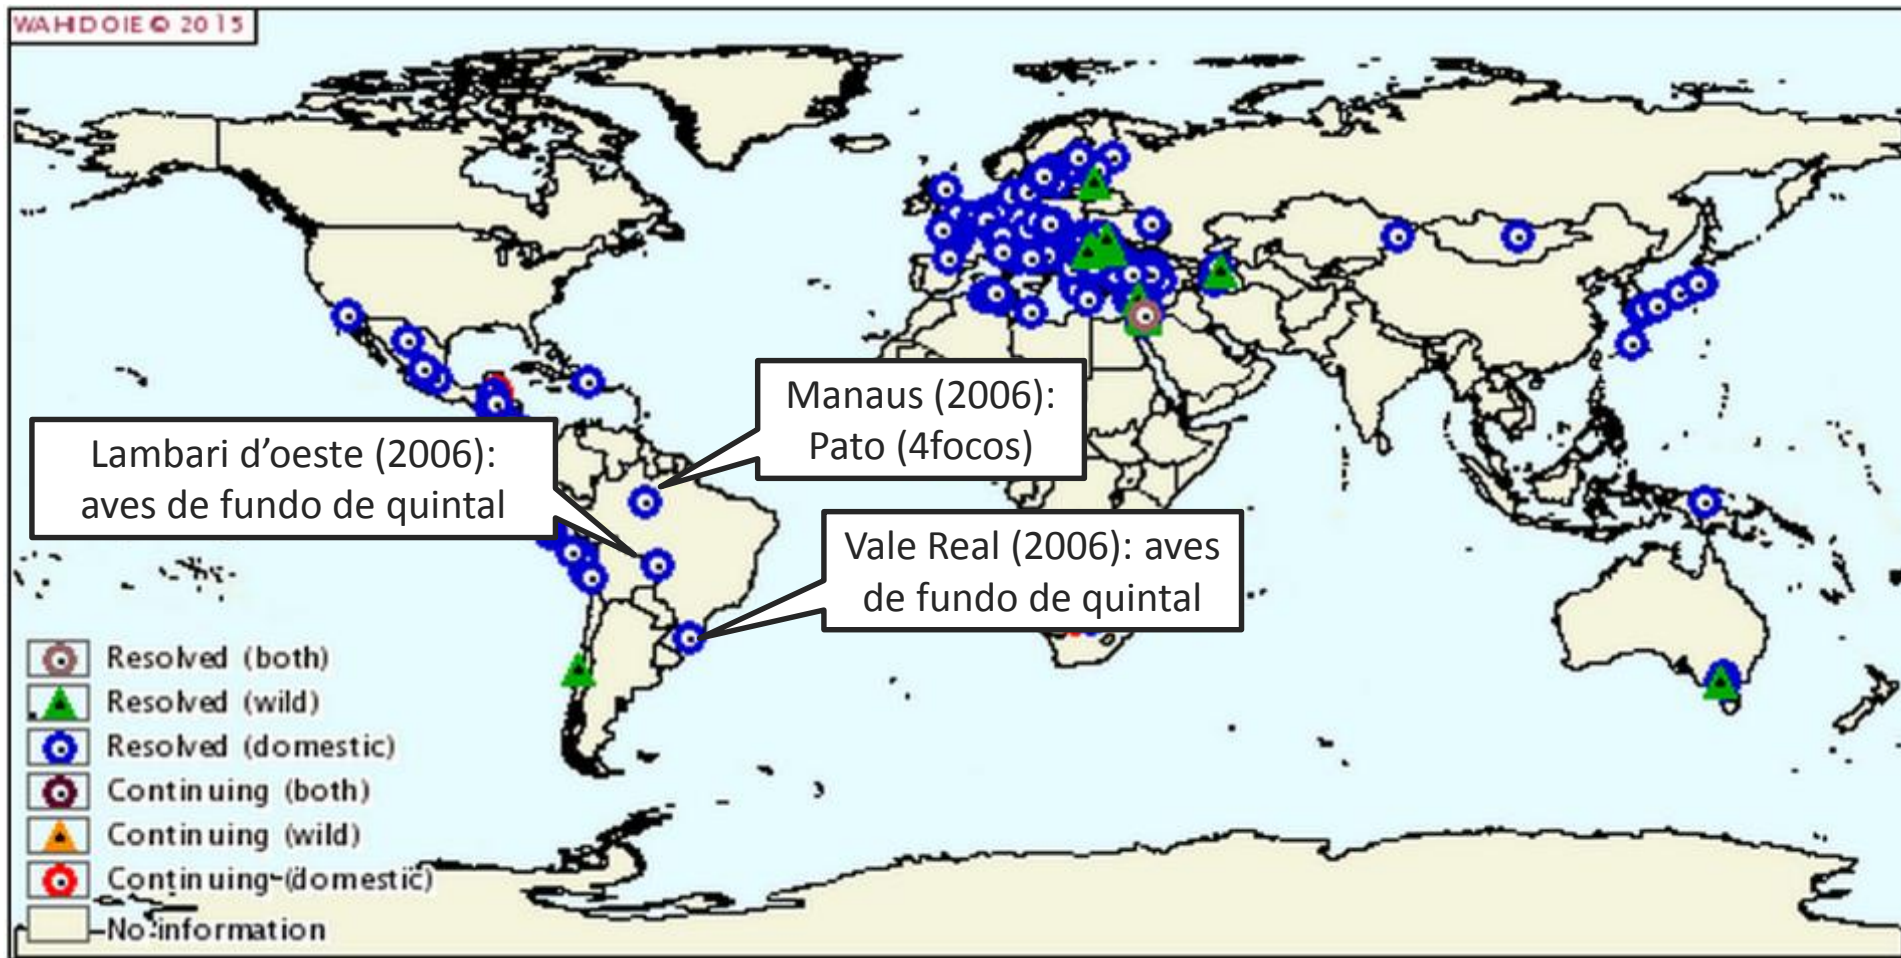 WAHDOIE© 2015
Manaus (2006):
Pato (4focos)
Lambari d’oeste (2006):
aves de fundo de quintal
Vale Real (2006): aves
de fundo de quintal
Resolved (both)
Resolved (wild)
Resolved (domestic)
Continuing (both)
Continuing (wild)
Continuing (domestic)
No information